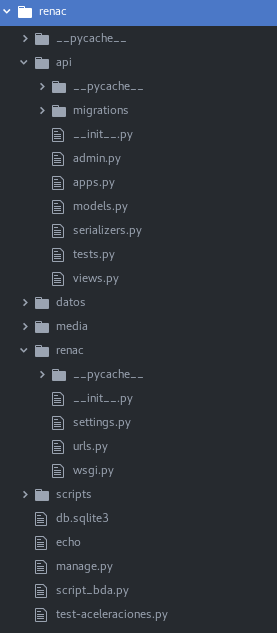 renac
__pycache__
api
__pycache__
migrations
__init__.py
admin.py
apps.py
models.py
serializers.py
tests.py
views.py
datos
media
renac
__pycache__
__init__.py
settings.py
urls.py
wsgi.py
scripts
db.sqlite3
echo
manage.py
script_bda.py
test-aceleraciones.py